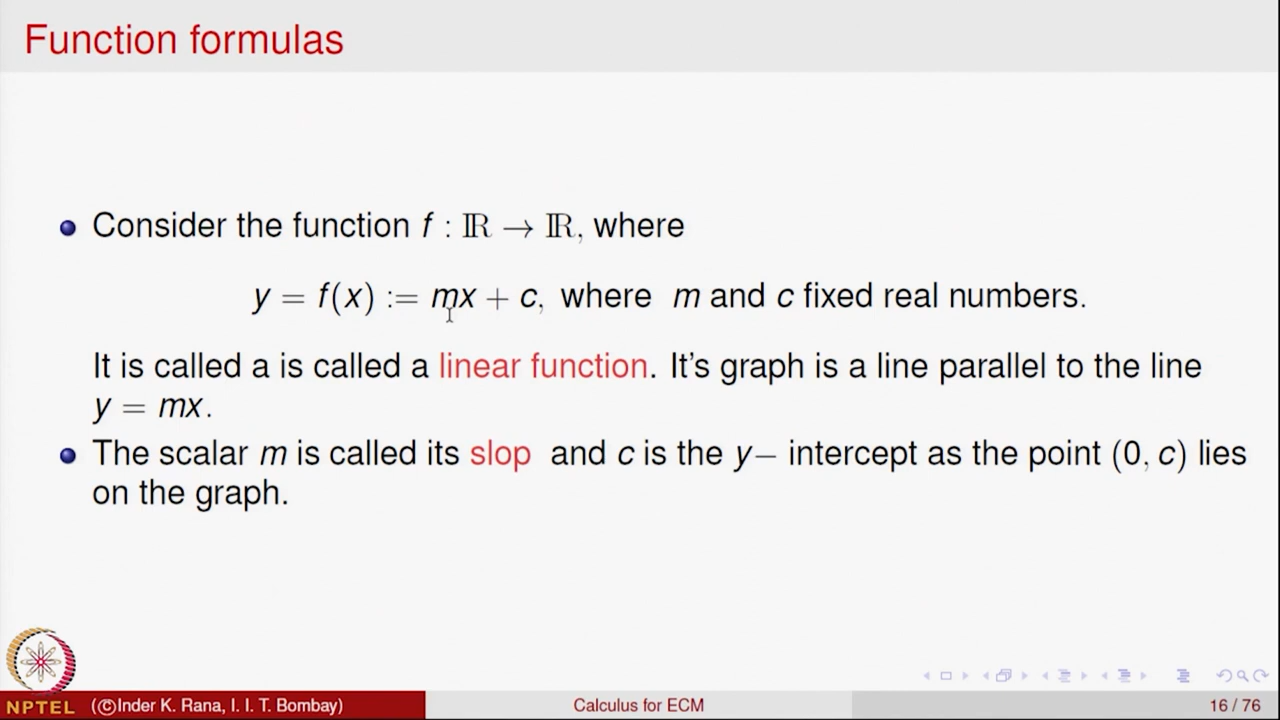 Function formulas
Consider the function f : ℝ → ℝ, where
y = f(x) := mx + c, where m and c fixed real numbers.
It is called a is called a linear function. It's graph is a line parallel to the line
y = mx.
The scalar m is called its slop and c is the y− intercept as the point (0, c) lies
on the graph.
NPTEL (©Inder K. Rana, I. I. T. Bombay) Calculus for ECM 16 / 76